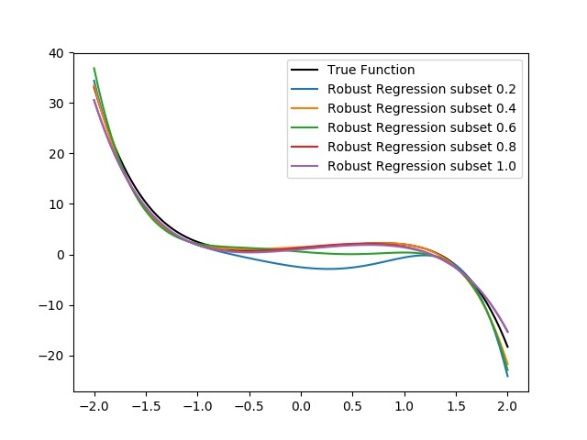 40
30
20
10
0
−10
−20
−2.0 −1.5 −1.0 −0.5 0.0 0.5 1.0 1.5 2.0
True Function
Robust Regression subset 0.2
Robust Regression subset 0.4
Robust Regression subset 0.6
Robust Regression subset 0.8
Robust Regression subset 1.0